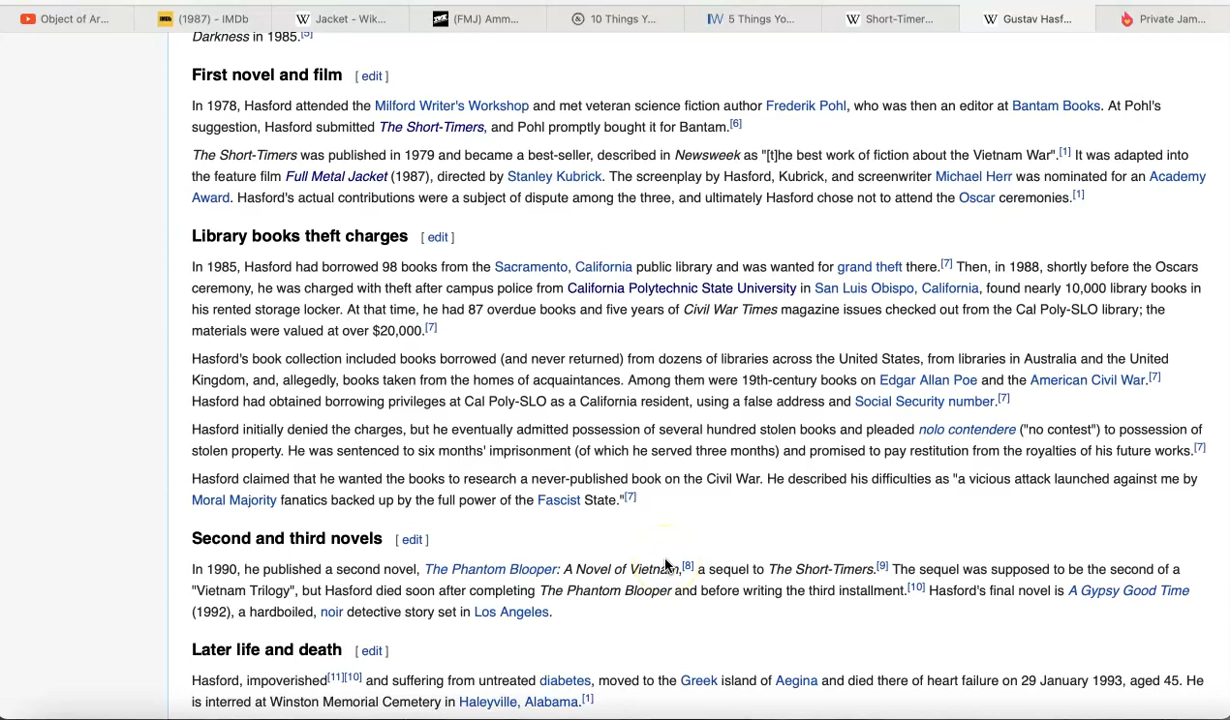 Object of Ar...
(1987) - IMDb
Jacket - Wik...
(FMJ) Amm...
10 Things Y...
5 Things Yo...
Short-Timer...
Gustav Hasf...
Private Jam...
Darkness in 1985.[5]
First novel and film [ edit ]
In 1978, Hasford attended the Milford Writer's Workshop and met veteran science fiction author Frederik Pohl, who was then an editor at Bantam Books. At Pohl's
suggestion, Hasford submitted The Short-Timers, and Pohl promptly bought it for Bantam.[6]
The Short-Timers was published in 1979 and became a best-seller, described in Newsweek as "[t]he best work of fiction about the Vietnam War".[1] It was adapted into
the feature film Full Metal Jacket (1987), directed by Stanley Kubrick. The screenplay by Hasford, Kubrick, and screenwriter Michael Herr was nominated for an Academy
Award. Hasford's actual contributions were a subject of dispute among the three, and ultimately Hasford chose not to attend the Oscar ceremonies.[1]
Library books theft charges [ edit ]
In 1985, Hasford had borrowed 98 books from the Sacramento, California public library and was wanted for grand theft there.[7] Then, in 1988, shortly before the Oscars
ceremony, he was charged with theft after campus police from California Polytechnic State University in San Luis Obispo, California, found nearly 10,000 library books in
his rented storage locker. At that time, he had 87 overdue books and five years of Civil War Times magazine issues checked out from the Cal Poly-SLO library; the
materials were valued at over $20,000.[7]
Hasford's book collection included books borrowed (and never returned) from dozens of libraries across the United States, from libraries in Australia and the United
Kingdom, and, allegedly, books taken from the homes of acquaintances. Among them were 19th-century books on Edgar Allan Poe and the American Civil War.[7]
Hasford had obtained borrowing privileges at Cal Poly-SLO as a California resident, using a false address and Social Security number.[7]
Hasford initially denied the charges, but he eventually admitted possession of several hundred stolen books and pleaded nolo contendere ("no contest") to possession of
stolen property. He was sentenced to six months' imprisonment (of which he served three months) and promised to pay restitution from the royalties of his future works.[7]
Hasford claimed that he wanted the books to research a never-published book on the Civil War. He described his difficulties as "a vicious attack launched against me by
Moral Majority fanatics backed up by the full power of the Fascist State."[7]
Second and third novels [ edit ]
In 1990, he published a second novel, The Phantom Blooper: A Novel of Vietnam,[8] a sequel to The Short-Timers.[9] The sequel was supposed to be the second of a
"Vietnam Trilogy", but Hasford died soon after completing The Phantom Blooper and before writing the third installment.[10] Hasford's final novel is A Gypsy Good Time
(1992), a hardboiled, noir detective story set in Los Angeles.
Later life and death [ edit ]
Hasford, impoverished[11][10] and suffering from untreated diabetes, moved to the Greek island of Aegina and died there of heart failure on 29 January 1993, aged 45. He
is interred at Winston Memorial Cemetery in Haleyville, Alabama.[1]